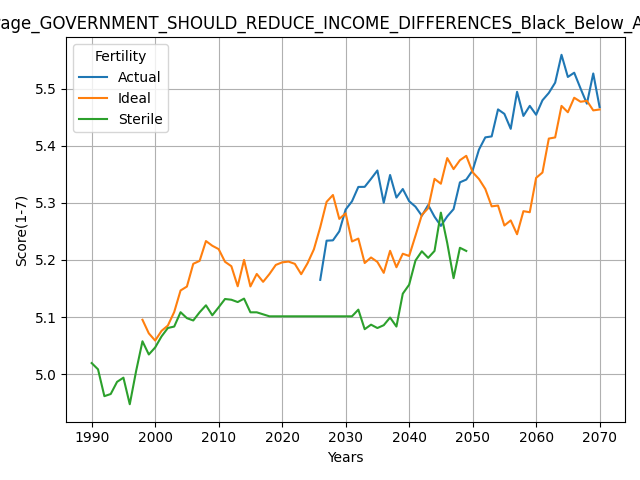 rage_GOVERNMENT_SHOULD_REDUCE_INCOME_DIFFERENCES_Black_Below_A
Fertility
Actual
Ideal
Sterile
Score(1-7)
5.5
5.4
5.3
5.2
5.1
5.0
1990 2000 2010 2020 2030 2040 2050 2060 2070
Years